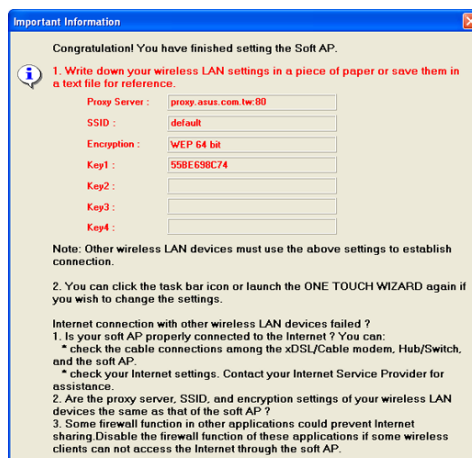 Important Information
Congratulation! You have finished setting the Soft AP.
1. Write down your wireless LAN settings in a piece of paper or save them in
a text file for reference.
Proxy Server : proxy.asus.com.tw:80
SSID : default
Encryption : WEP 64 bit
Key1 : 55BE698C74
Key2 :
Key3 :
Key4 :
Note: Other wireless LAN devices must use the above settings to establish
connection.
2. You can click the task bar icon or launch the ONE TOUCH WIZARD again if
you wish to change the settings.
Internet connection with other wireless LAN devices failed ?
1. Is your soft AP properly connected to the Internet ? You can:
* check the cable connections among the xDSL/Cable modem, Hub/Switch,
and the soft AP.
* check your Internet settings. Contact your Internet Service Provider for
assistance.
2. Are the proxy server, SSID, and encryption settings of your wireless LAN
devices the same as that of the soft AP ?
3. Some firewall function in other applications could prevent Internet
sharing.Disable the firewall function of these applications if some wireless
clients can not access the Internet through the soft AP.